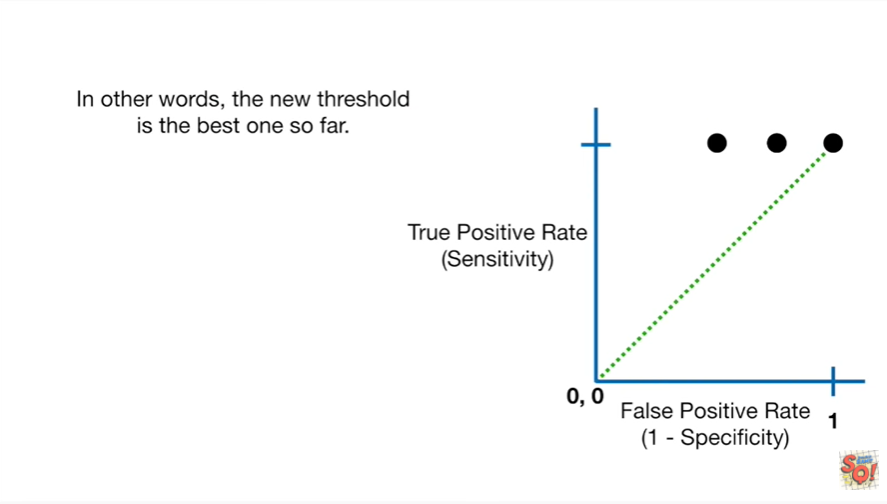 In other words, the new threshold
is the best one so far.
True Positive Rate
(Sensitivity)
0, 0
False Positive Rate
(1 - Specificity)
1
SQ!